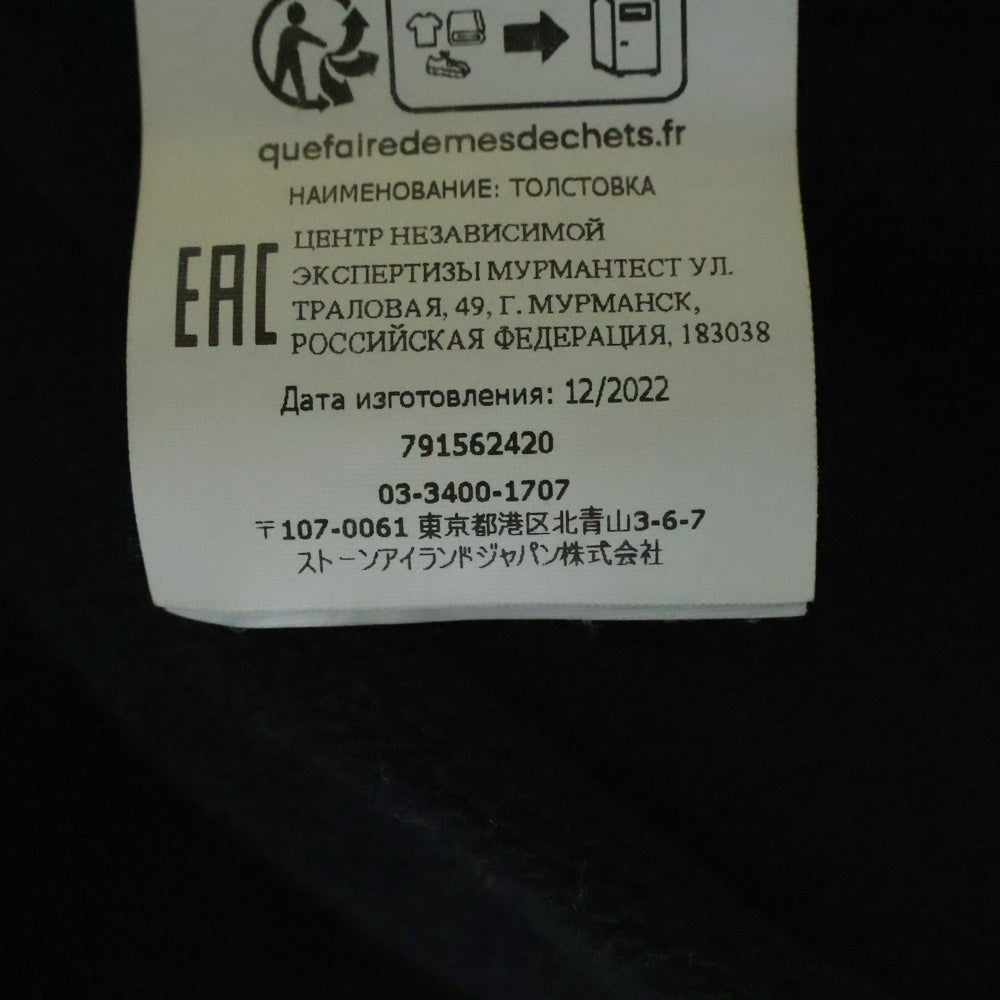 quefairedemesdechets.fr
НАИМЕНОВАНИЕ: ТОЛСТОВКА
EAC
ЦЕНТР НЕЗАВИСИМОЙ
ЭКСПЕРТИЗЫ МУРМАНТЕСТ УЛ.
ТРАЛОВАЯ, 49, Г. МУРМАНСК,
РОССИЙСКАЯ ФЕДЕРАЦИЯ, 183038
Дата изготовления: 12/2022
791562420
03-3400-1707
〒107-0061 東京都港区北青山3-6-7
ストーンアイランドジャパン株式会社